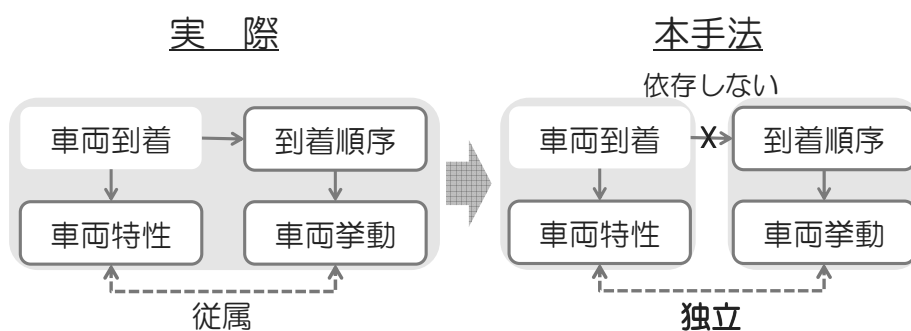 実　際
車両到着
到着順序
車両特性
車両挙動
従属
本手法
依存しない
車両到着
X
到着順序
車両特性
車両挙動
独立